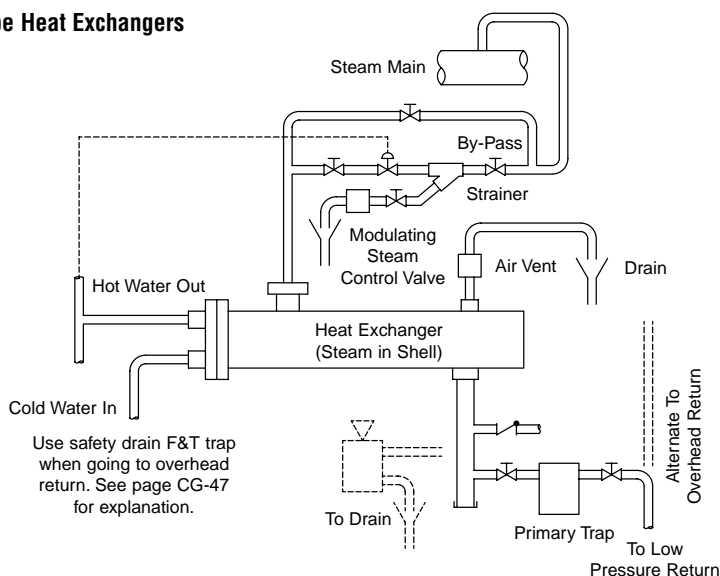 Heat Exchangers
Steam Main
By-Pass
Strainer
Modulating
Steam
Control Valve
Air Vent
Drain
Hot Water Out
Heat Exchanger
(Steam in Shell)
Cold Water In
Use safety drain F&T trap
when going to overhead
return. See page CG-47
for explanation.
Alternate To
Overhead Return
To Drain
Primary Trap
To Low
Pressure Return